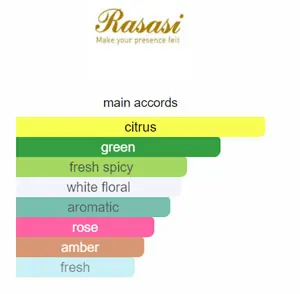 Rasasi
Make your presence felt
main accords
citrus
green
fresh spicy
white floral
aromatic
rose
amber
fresh